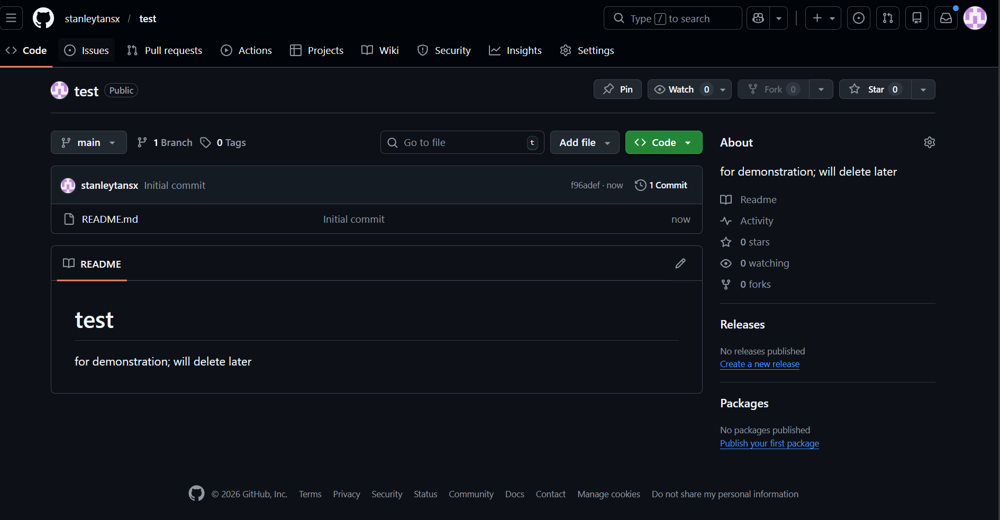 stanleytansx / test
Type / to search
Code Issues Pull requests Actions Projects Wiki Security Insights Settings
test Public
Pin Watch 0 Fork 0 Star 0
main 1 Branch 0 Tags Go to file t Add file Code
stanleytansx Initial commit f96adef · now 1 Commit
README.md Initial commit now
README
test
for demonstration; will delete later
About
for demonstration; will delete later
Readme
Activity
0 stars
0 watching
0 forks
Releases
No releases published
Create a new release
Packages
No packages published
Publish your first package
© 2026 GitHub, Inc. Terms Privacy Security Status Community Docs Contact Manage cookies Do not share my personal information